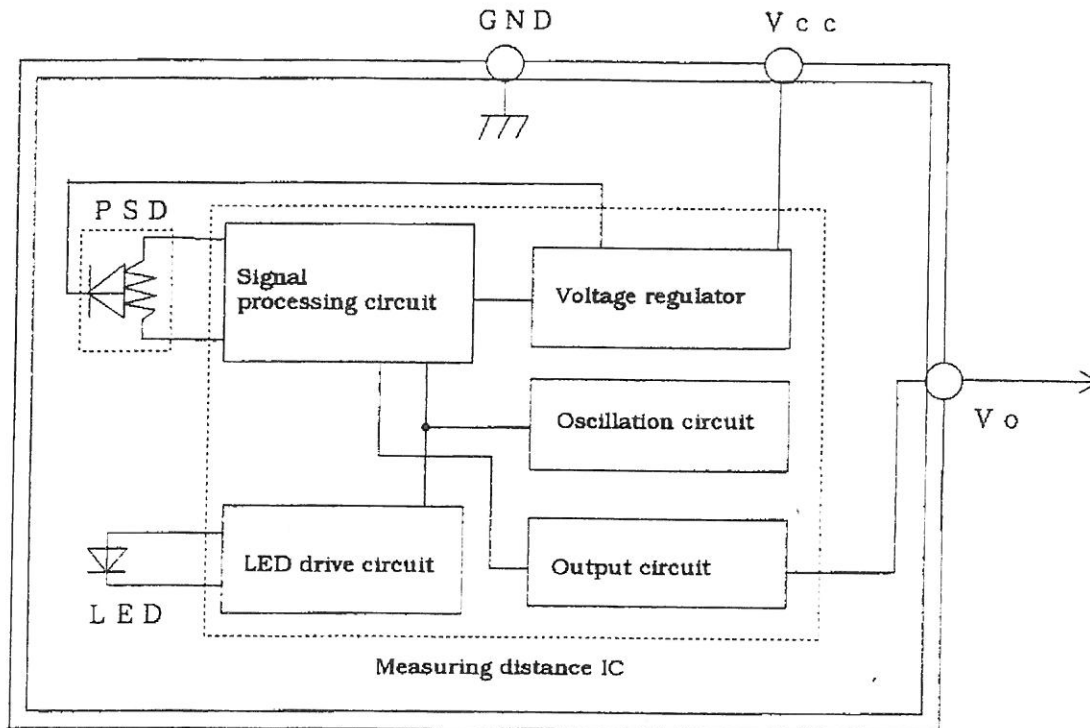 GND
Vcc
PSD
Signal
processing circuit
Voltage regulator
Oscillation circuit
Vo
LED drive circuit
Output circuit
LED
Measuring distance IC